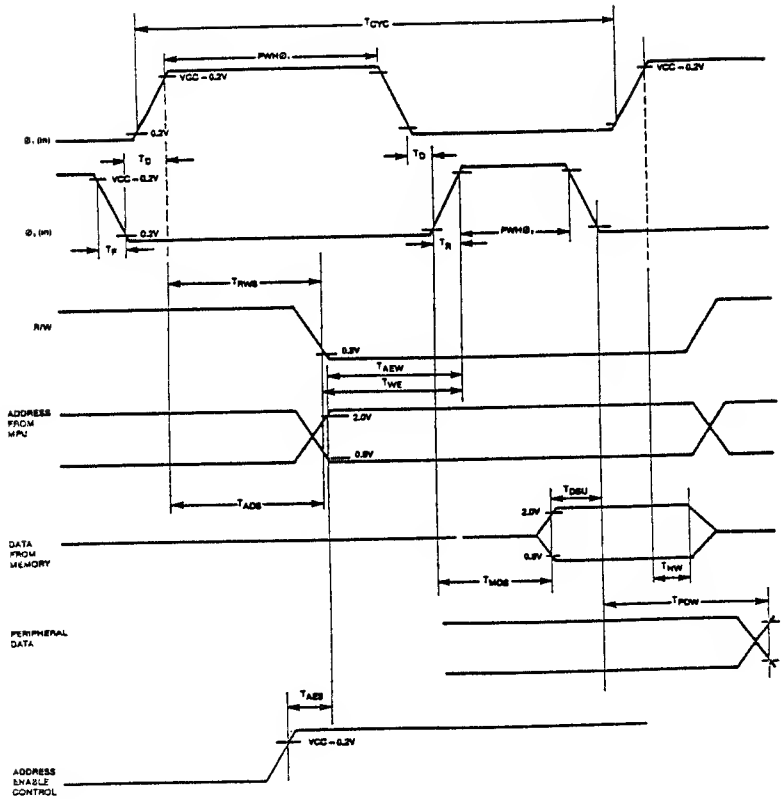 TCYC
PWHØ₁
VCC – 0.2V
VCC – 0.2V
0.2V
Ø₁ (IN)
TD
TD
VCC – 0.2V
Ø₂ (IN)
0.2V
TF
TR
PWHØ₂
TRWS
R/W
0.8V
TAEW
TWE
ADDRESS
FROM
MPU
2.0V
0.8V
TADS
TDSU
2.0V
DATA
FROM
MEMORY
0.8V
THW
TMDS
TPDW
PERIPHERAL
DATA
TAES
VCC – 0.2V
ADDRESS
ENABLE
CONTROL